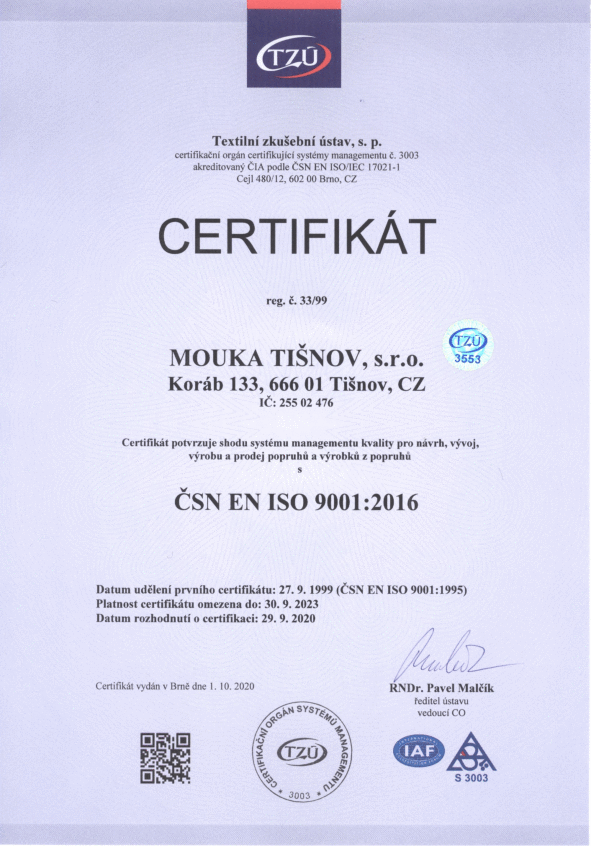 TZÚ
Textilní zkušební ústav, s. p.
certifikační orgán certifikující systémy managementu č. 3003
akreditovaný ČIA podle ČSN EN ISO/IEC 17021-1
Cejl 480/12, 602 00 Brno, CZ
CERTIFIKÁT
reg. č. 33/99
TZÚ
3553
MOUKA TIŠNOV, s.r.o.
Koráb 133, 666 01 Tišnov, CZ
IČ: 255 02 476
Certifikát potvrzuje shodu systému managementu kvality pro návrh, vývoj,
výrobu a prodej popruhů a výrobků z popruhů
s
ČSN EN ISO 9001:2016
Datum udělení prvního certifikátu: 27. 9. 1999 (ČSN EN ISO 9001:1995)
Platnost certifikátu omezena do: 30. 9. 2023
Datum rozhodnutí o certifikaci: 29. 9. 2020
Certifikát vydán v Brně dne 1. 10. 2020
RNDr. Pavel Malčík
ředitel ústavu
vedoucí CO
CERTIFIKAČNÍ ORGÁN SYSTÉMŮ MANAGEMENTU
TZÚ
* 3003 *
IAF
S 3003